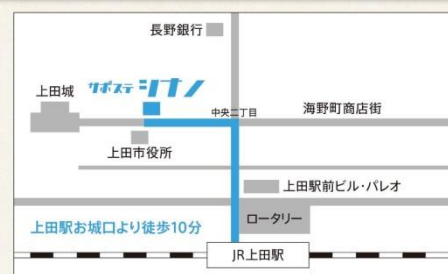 長野銀行
サポステシナノ
上田城
中央二丁目
海野町商店街
上田市役所
上田駅前ビル・パレオ
上田駅お城口より徒歩10分
ロータリー
JR上田駅